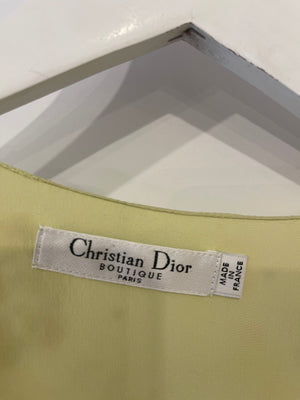 Christian Dior
BOUTIQUE
PARIS
MADE
IN
FRANCE